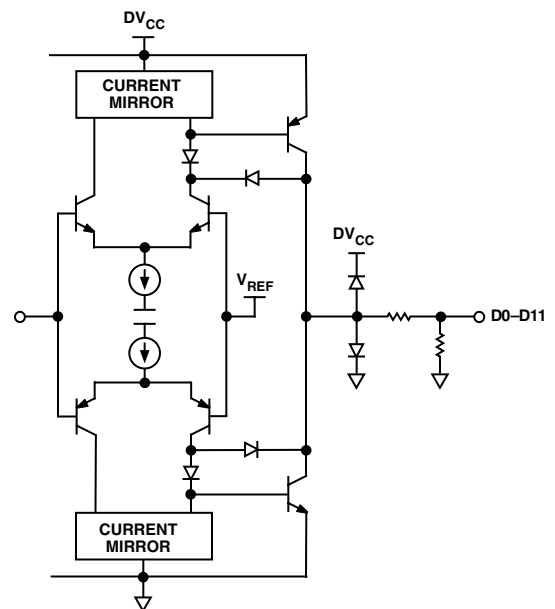 DVCC
CURRENT
MIRROR
DVCC
VREF
D0–D11
CURRENT
MIRROR